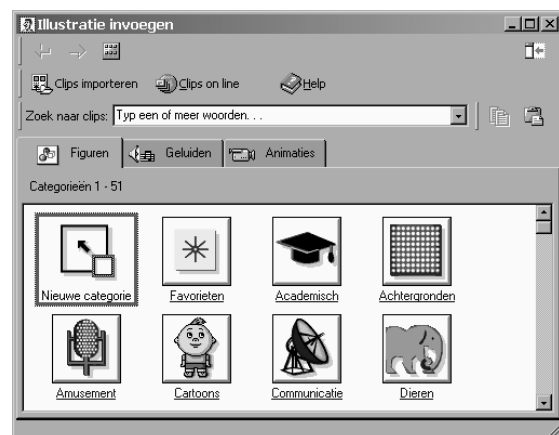 Illustratie invoegen
Clips importeren Clips on line Help
Zoek naar clips: Typ een of meer woorden. . .
Figuren Geluiden Animaties
Categorieën 1 - 51
Nieuwe categorie Favorieten Academisch Achtergronden
Amusement Cartoons Communicatie Dieren